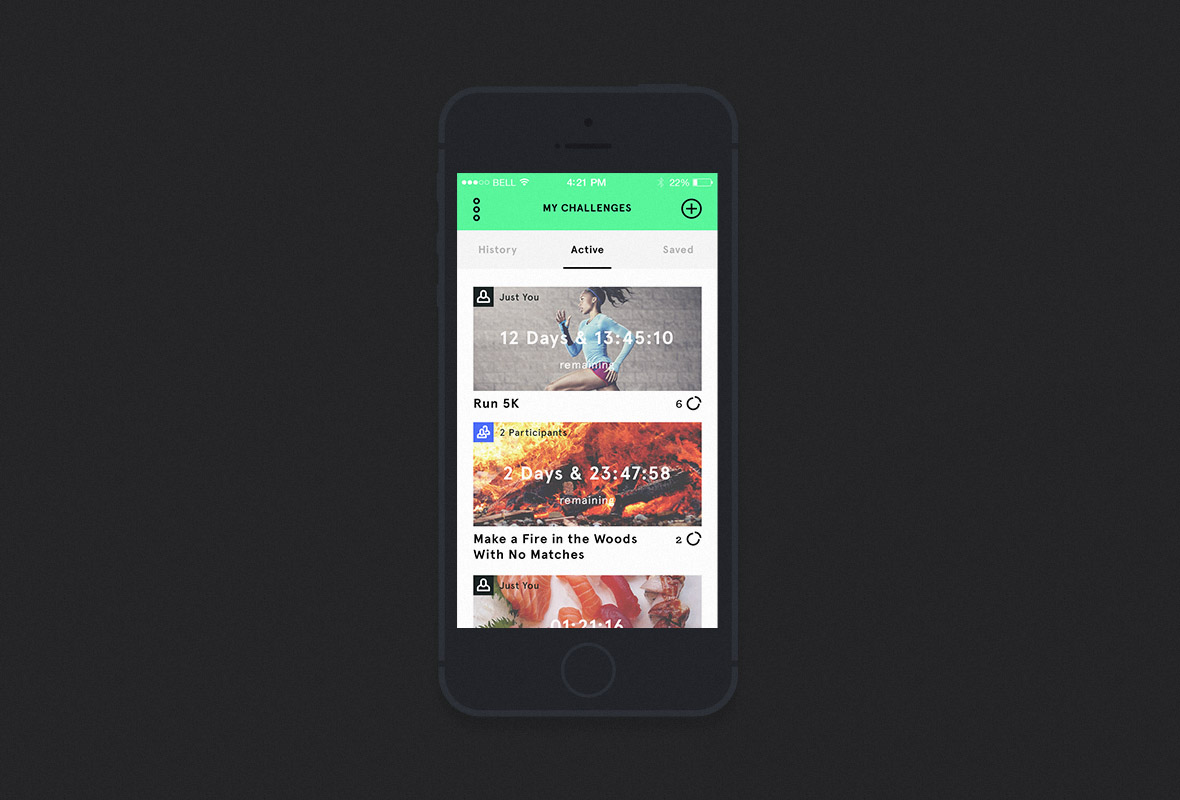 BELL 4:21 PM 22%
MY CHALLENGES
History Active Saved
Just You
12 Days & 13:45:10
remaining
Run 5K 6
2 Participants
2 Days & 23:47:58
remaining
Make a Fire in the Woods 2
With No Matches
Just You
01:21:16